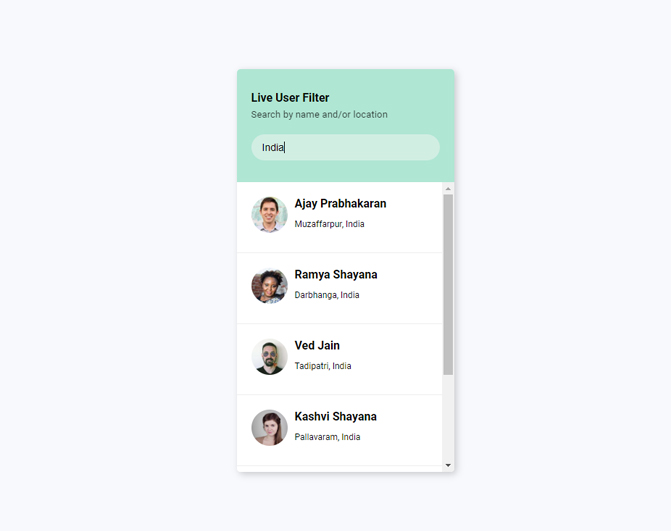 Live User Filter
Search by name and/or location
India
Ajay Prabhakaran
Muzaffarpur, India
Ramya Shayana
Darbhanga, India
Ved Jain
Tadipatri, India
Kashvi Shayana
Pallavaram, India